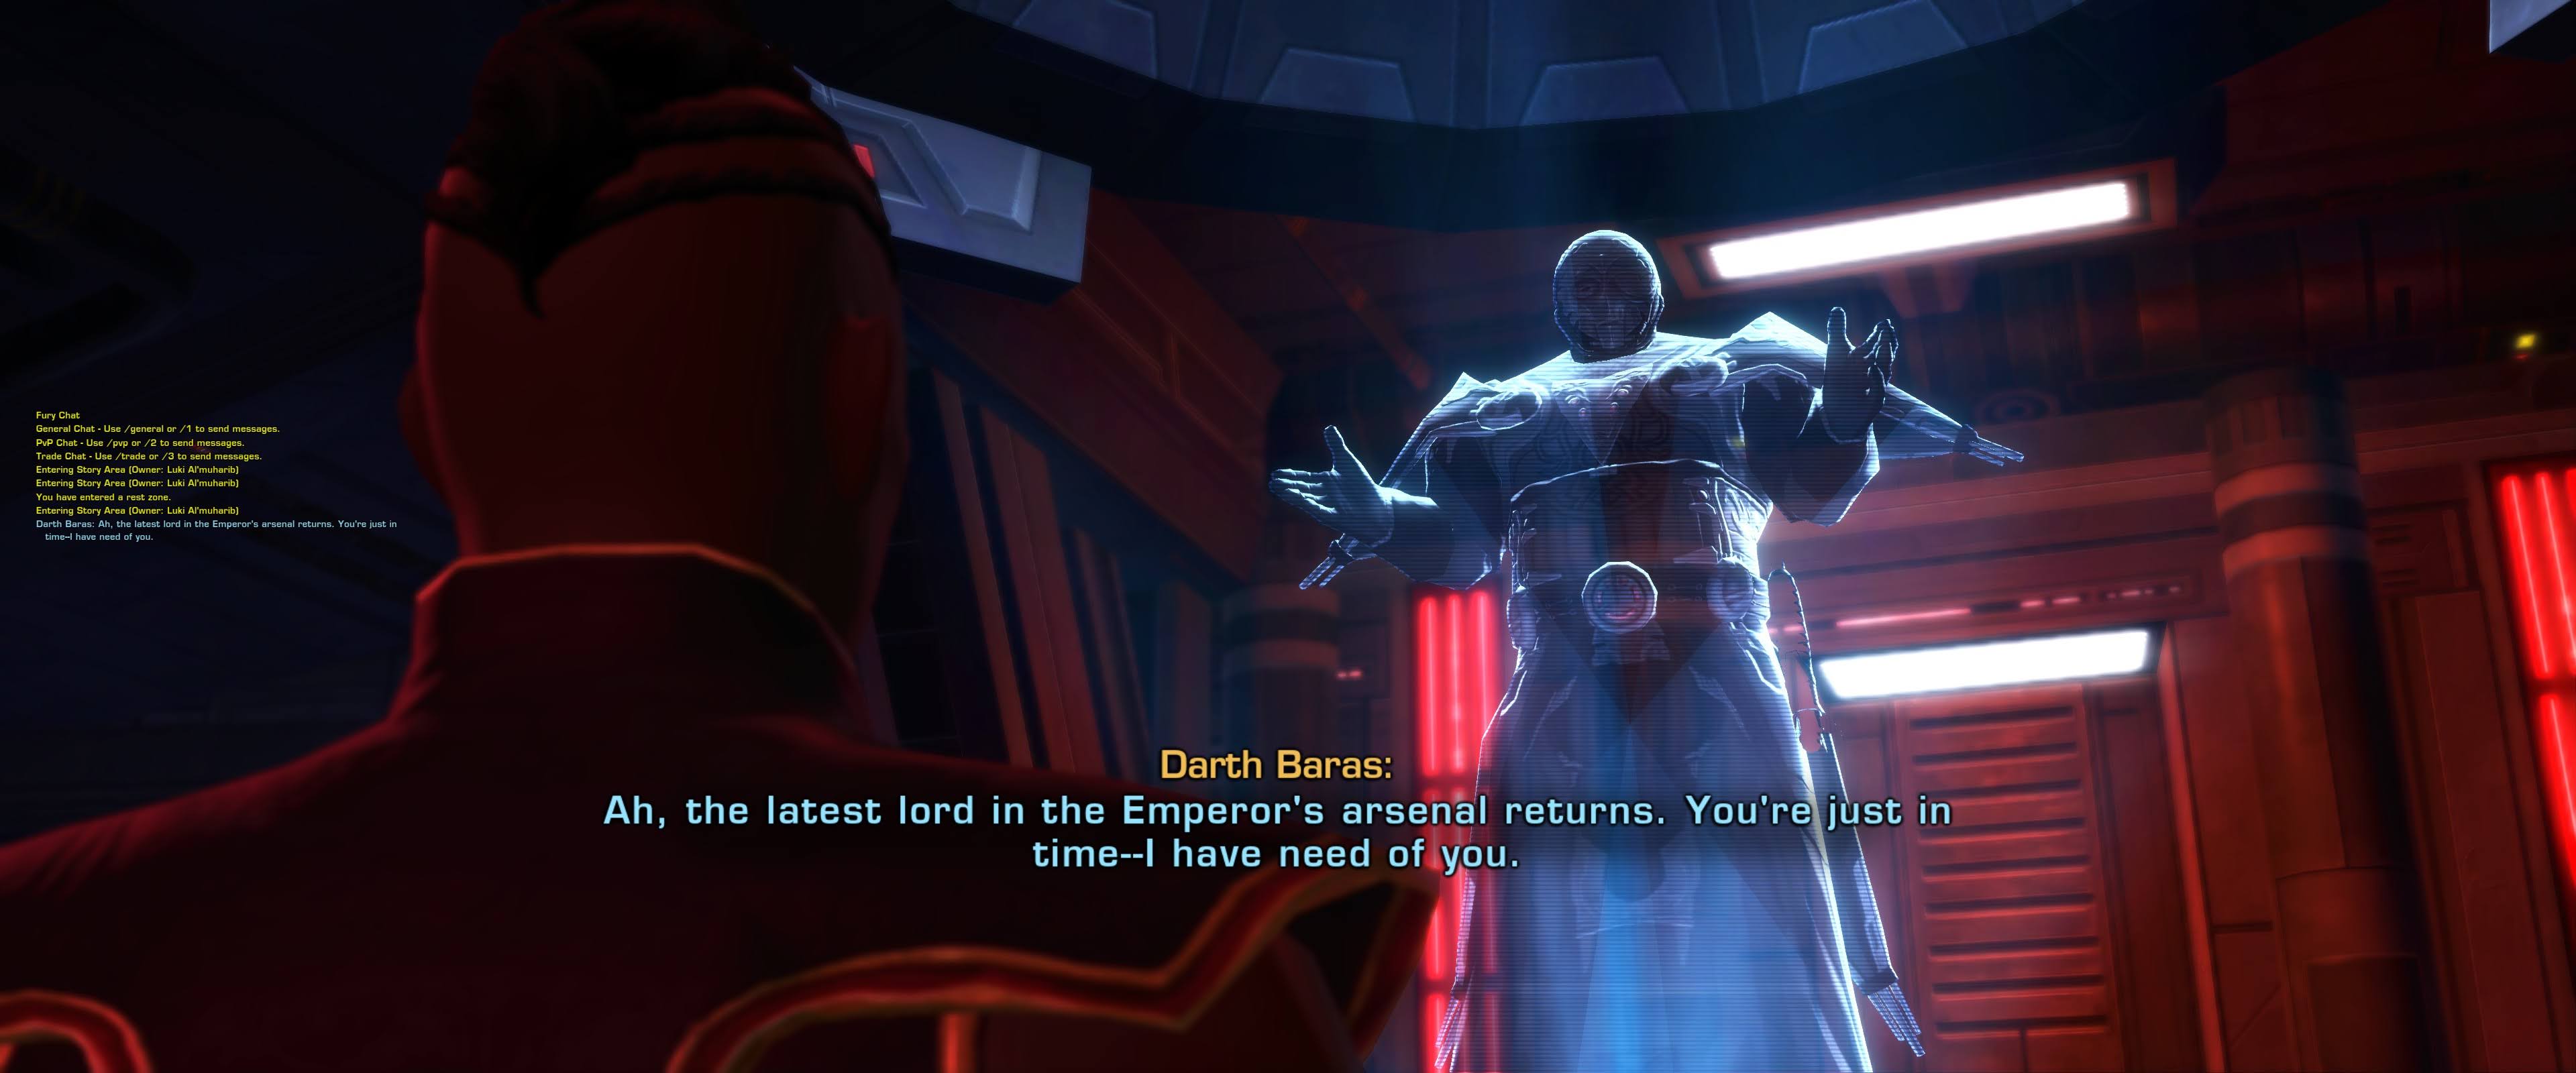 Fury Chat
General Chat - Use /general or /1 to send messages.
PvP Chat - Use /pvp or /2 to send messages.
Trade Chat - Use /trade or /3 to send messages.
Entering Story Area (Owner: Luki Al'muharib)
Entering Story Area (Owner: Luki Al'muharib)
You have entered a rest zone.
Entering Story Area (Owner: Luki Al'muharib)
Darth Baras: Ah, the latest lord in the Emperor's arsenal returns. You're just in
time--I have need of you.
Darth Baras:
Ah, the latest lord in the Emperor's arsenal returns. You're just in
time--I have need of you.